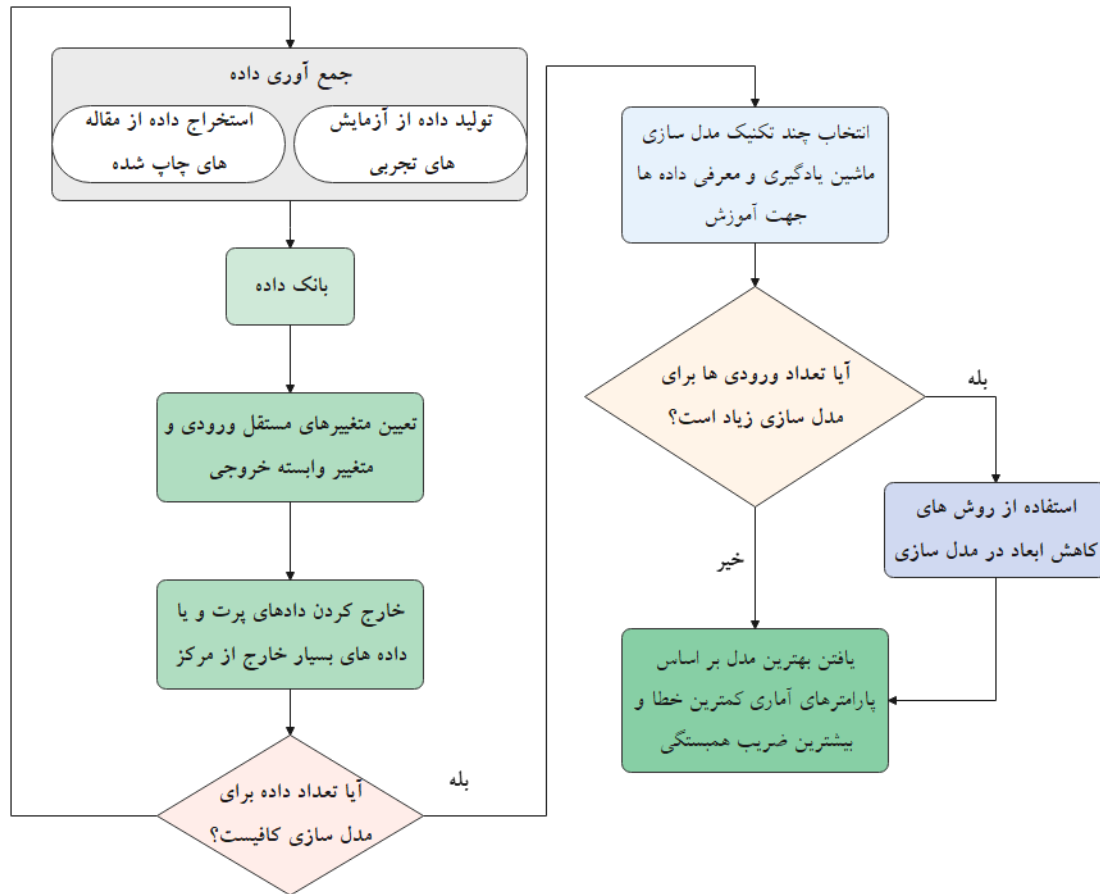 جمع آوری داده
تولید داده از آزمایش
های تجربی
استخراج داده از مقاله
های چاپ شده
بانک داده
تعیین متغیرهای مستقل ورودی و
متغیر وابسته خروجی
خارج کردن دادهای پرت و یا
داده های بسیار خارج از مرکز
آیا تعداد داده برای
مدل سازی کافیست؟
بله
انتخاب چند تکنیک مدل سازی
ماشین یادگیری و معرفی داده ها
جهت آموزش
آیا تعداد ورودی ها برای
مدل سازی زیاد است؟
بله
استفاده از روش های
کاهش ابعاد در مدل سازی
خیر
یافتن بهترین مدل بر اساس
پارامترهای آماری کمترین خطا و
بیشترین ضریب همبستگی